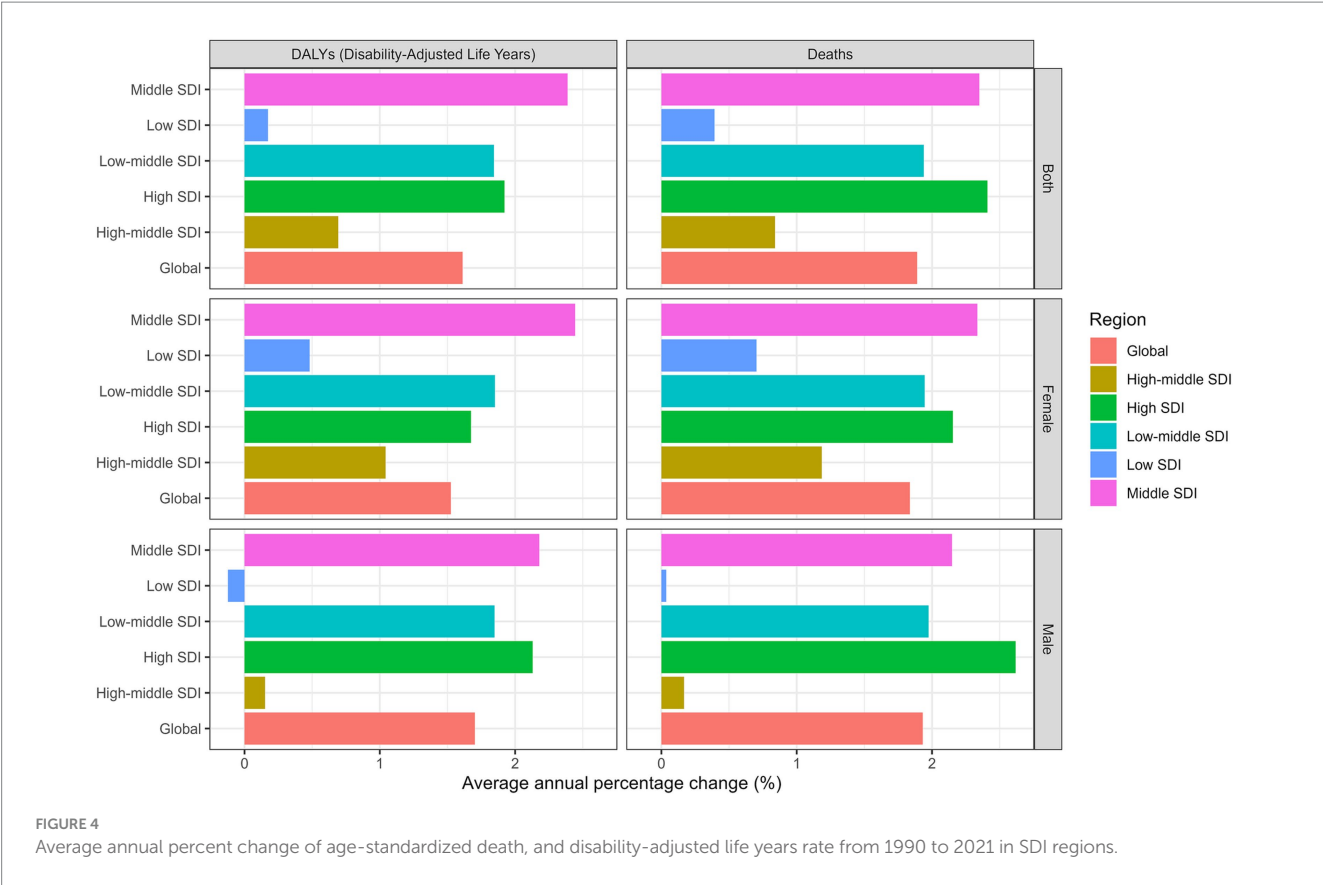 DALYs (Disability-Adjusted Life Years)
Deaths
Middle SDI
Low SDI
Low-middle SDI
High SDI
High-middle SDI
Global
Both
Middle SDI
Low SDI
Low-middle SDI
High SDI
High-middle SDI
Global
Female
Middle SDI
Low SDI
Low-middle SDI
High SDI
High-middle SDI
Global
Male
0 1 2
0 1 2
Average annual percentage change (%)
Region
Global
High-middle SDI
High SDI
Low-middle SDI
Low SDI
Middle SDI
FIGURE 4
Average annual percent change of age-standardized death, and disability-adjusted life years rate from 1990 to 2021 in SDI regions.